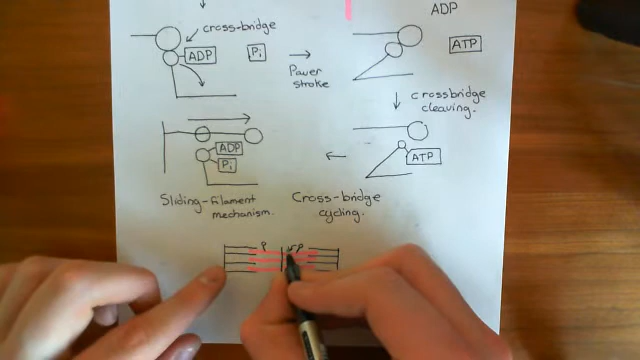 ADP
cross-bridge
ADP
Pi
ATP
Power
stroke
crossbridge
cleaving.
ADP
Pi
ATP
Sliding-filament
mechanism.
Cross-bridge
cycling.